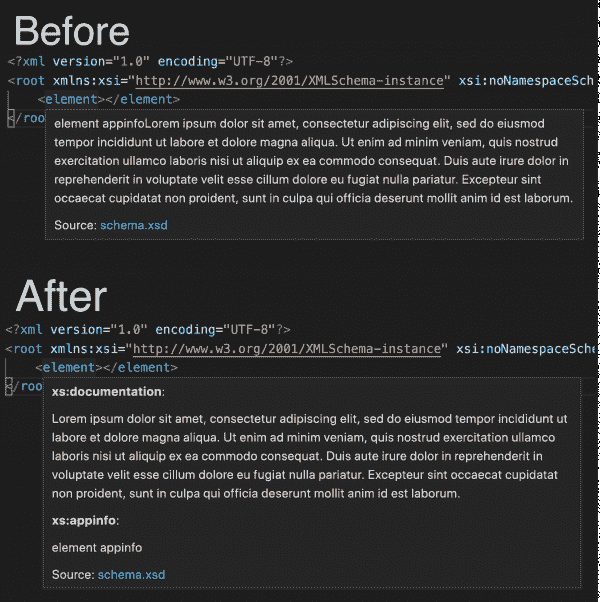 Before
<?xml version="1.0" encoding="UTF-8"?>
<root xmlns:xsi="http://www.w3.org/2001/XMLSchema-instance" xsi:noNamespaceSch
<element></element>
</roo
element appinfoLorem ipsum dolor sit amet, consectetur adipiscing elit, sed do eiusmod
tempor incididunt ut labore et dolore magna aliqua. Ut enim ad minim veniam, quis nostrud
exercitation ullamco laboris nisi ut aliquip ex ea commodo consequat. Duis aute irure dolor in
reprehenderit in voluptate velit esse cillum dolore eu fugiat nulla pariatur. Excepteur sint
occaecat cupidatat non proident, sunt in culpa qui officia deserunt mollit anim id est laborum.
Source: schema.xsd
After
<?xml version="1.0" encoding="UTF-8"?>
<root xmlns:xsi="http://www.w3.org/2001/XMLSchema-instance" xsi:noNamespaceSche
<element></element>
</roo
xs:documentation:
Lorem ipsum dolor sit amet, consectetur adipiscing elit, sed do eiusmod tempor incididunt ut
labore et dolore magna aliqua. Ut enim ad minim veniam, quis nostrud exercitation ullamco
laboris nisi ut aliquip ex ea commodo consequat. Duis aute irure dolor in reprehenderit in
voluptate velit esse cillum dolore eu fugiat nulla pariatur. Excepteur sint occaecat cupidatat
non proident, sunt in culpa qui officia deserunt mollit anim id est laborum.
xs:appinfo:
element appinfo
Source: schema.xsd